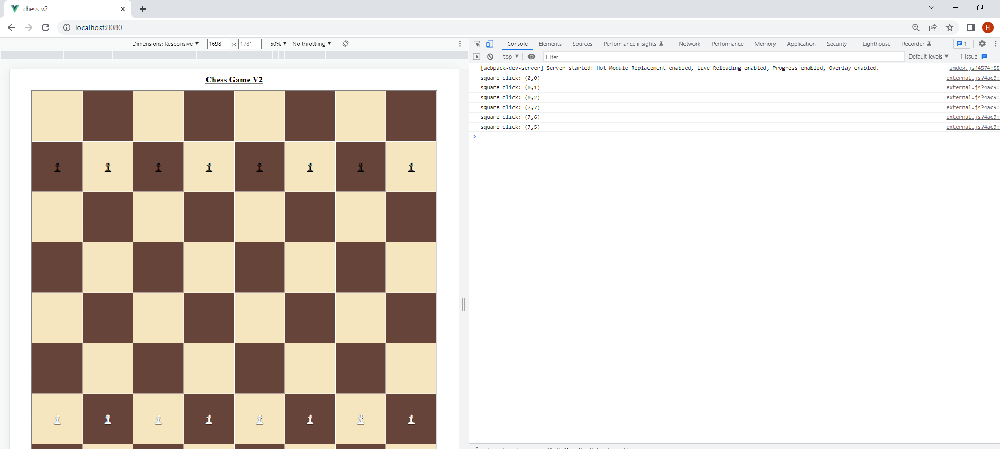 chess_v2
localhost:8080
H
Dimensions: Responsive 1698 × 1781 50% No throttling
Console Elements Sources Performance insights Network Performance Memory Application Security Lighthouse Recorder 1
top Filter Default levels 1 Issue: 1
[webpack-dev-server] Server started: Hot Module Replacement enabled, Live Reloading enabled, Progress enabled, Overlay enabled. index.js?4574:55
square click: (0,0) external.js?4ac9:
square click: (0,1) external.js?4ac9:
square click: (0,2) external.js?4ac9:
square click: (7,7) external.js?4ac9:
square click: (7,6) external.js?4ac9:
square click: (7,5) external.js?4ac9:
Chess Game V2